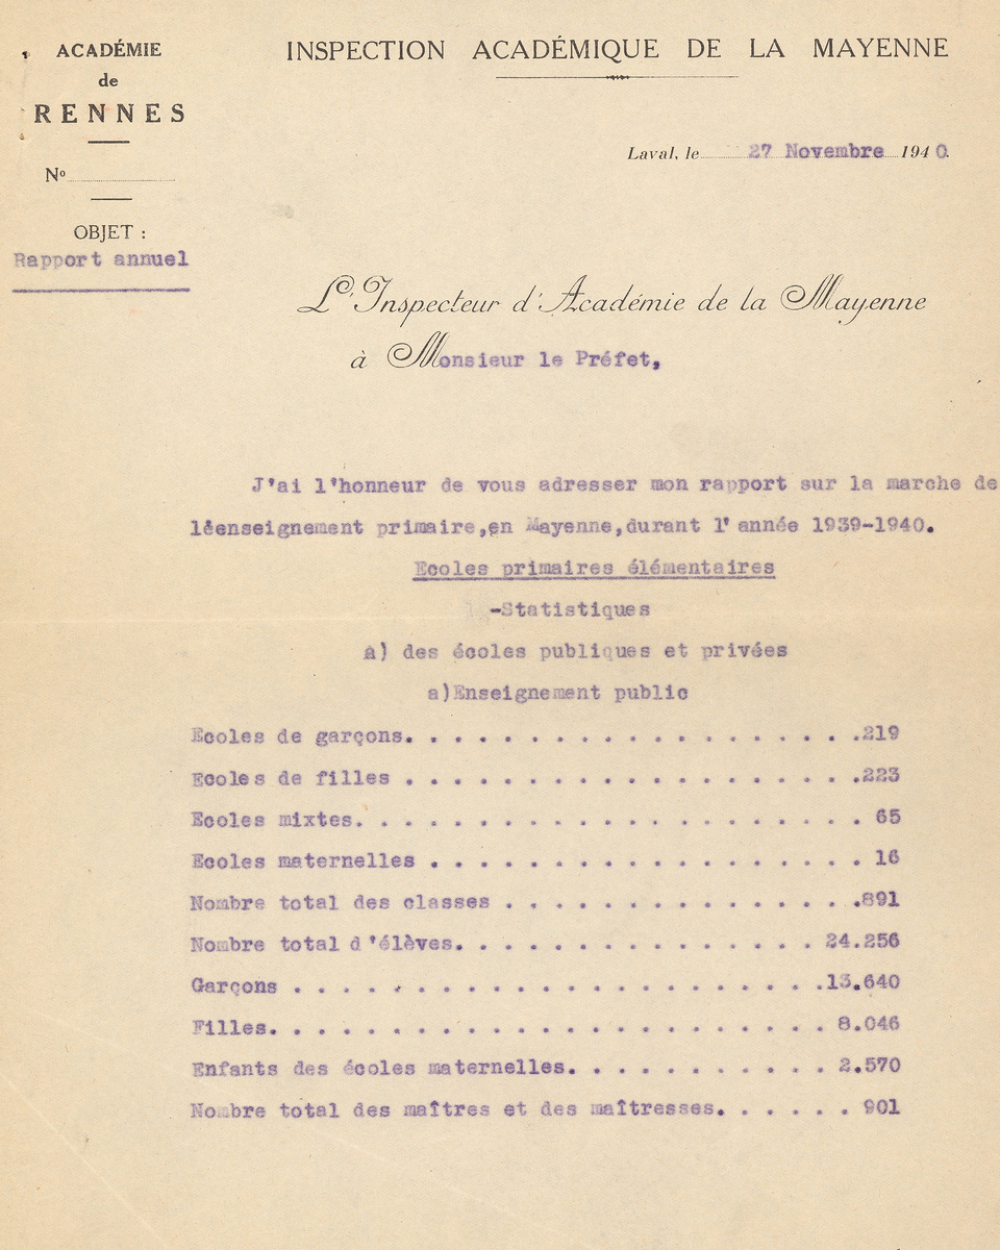 ACADÉMIE
de
RENNES
Nº
OBJET :
Rapport annuel
INSPECTION ACADÉMIQUE DE LA MAYENNE
Laval, le 27 Novembre 1940.
L'Inspecteur d'Académie de la Mayenne
à Monsieur le Préfet,
J'ai l'honneur de vous adresser mon rapport sur la marche de
léenseignement primaire,en Mayenne,durant l' année 1939-1940.
Ecoles primaires élémentaires
-Statistiques
a) des écoles publiques et privées
a)Enseignement public
Ecoles de garçons. . . . . . . . . . . . . . . . . . .219
Ecoles de filles . . . . . . . . . . . . . . . . . . .223
Ecoles mixtes. . . . . . . . . . . . . . . . . . . . . 65
Ecoles maternelles . . . . . . . . . . . . . . . . . . 16
Nombre total des classes . . . . . . . . . . . . . . .891
Nombre total d'élèves. . . . . . . . . . . . . . . 24.256
Garçons . . . . . . . . . . . . . . . . . . . . . .13.640
Filles. . . . . . . . . . . . . . . . . . . . . . . 8.046
Enfants des écoles maternelles. . . . . . . . . . . 2.570
Nombre total des maîtres et des maîtresses. . . . . . 901